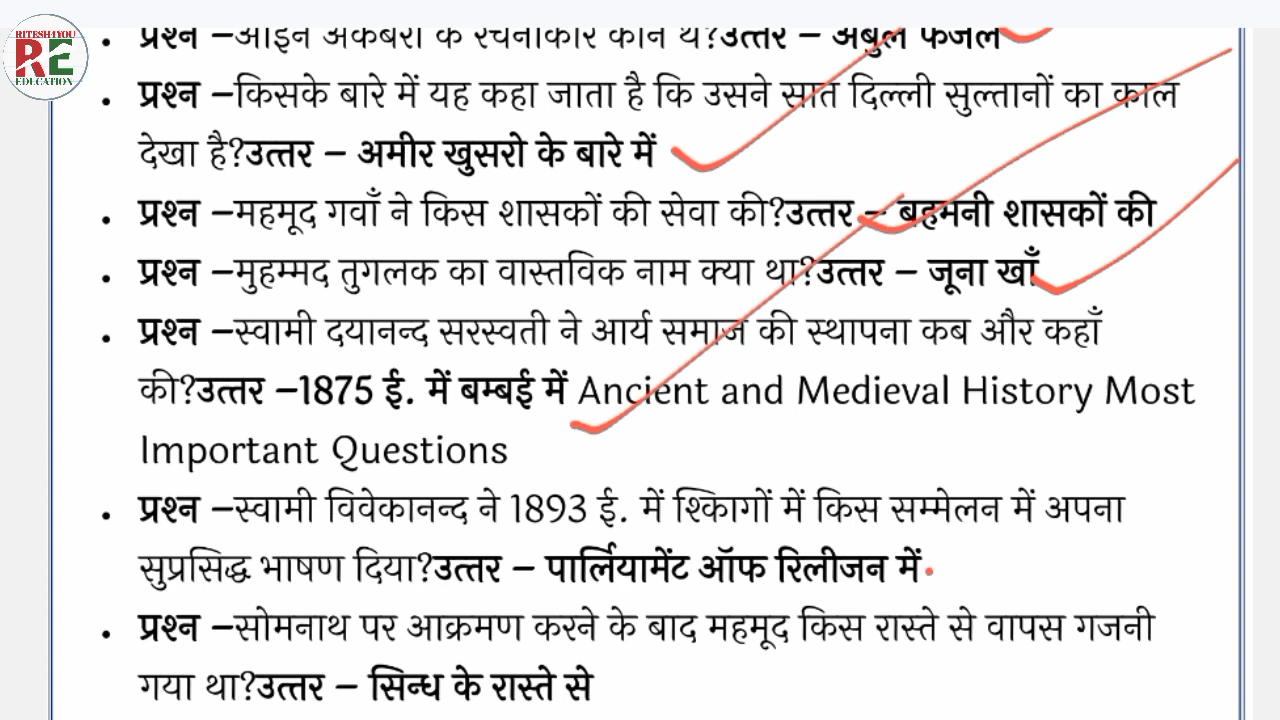 RITESH4YOU
RE
EDUCATION
• प्रश्न –आइने अकबरी के रचनाकार कौन थे?उत्तर – अबुल फजल
• प्रश्न –किसके बारे में यह कहा जाता है कि उसने सात दिल्ली सुल्तानों का काल
देखा है?उत्तर – अमीर खुसरो के बारे में
• प्रश्न –महमूद गवाँ ने किस शासकों की सेवा की?उत्तर – बहमनी शासकों की
• प्रश्न –मुहम्मद तुगलक का वास्तविक नाम क्या था?उत्तर – जूना खाँ
• प्रश्न –स्वामी दयानन्द सरस्वती ने आर्य समाज की स्थापना कब और कहाँ
की?उत्तर –1875 ई. में बम्बई में Ancient and Medieval History Most
Important Questions
• प्रश्न –स्वामी विवेकानन्द ने 1893 ई. में श्किागों में किस सम्मेलन में अपना
सुप्रसिद्ध भाषण दिया?उत्तर – पार्लियामेंट ऑफ रिलीजन में
• प्रश्न –सोमनाथ पर आक्रमण करने के बाद महमूद किस रास्ते से वापस गजनी
गया था?उत्तर – सिन्ध के रास्ते से